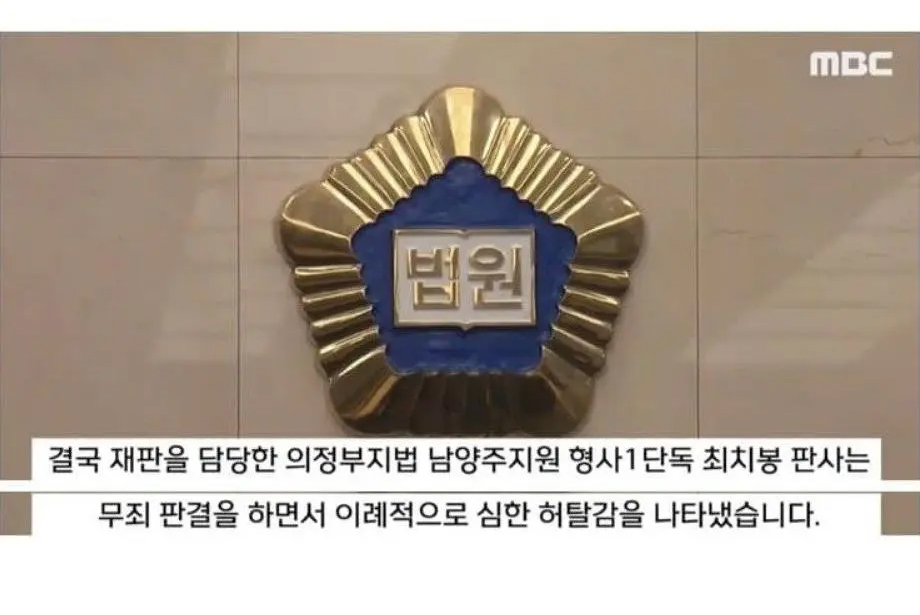 MBC
법원
결국 재판을 담당한 의정부지법 남양주지원 형사1단독 최치봉 판사는
무죄 판결을 하면서 이례적으로 심한 허탈감을 나타냈습니다.